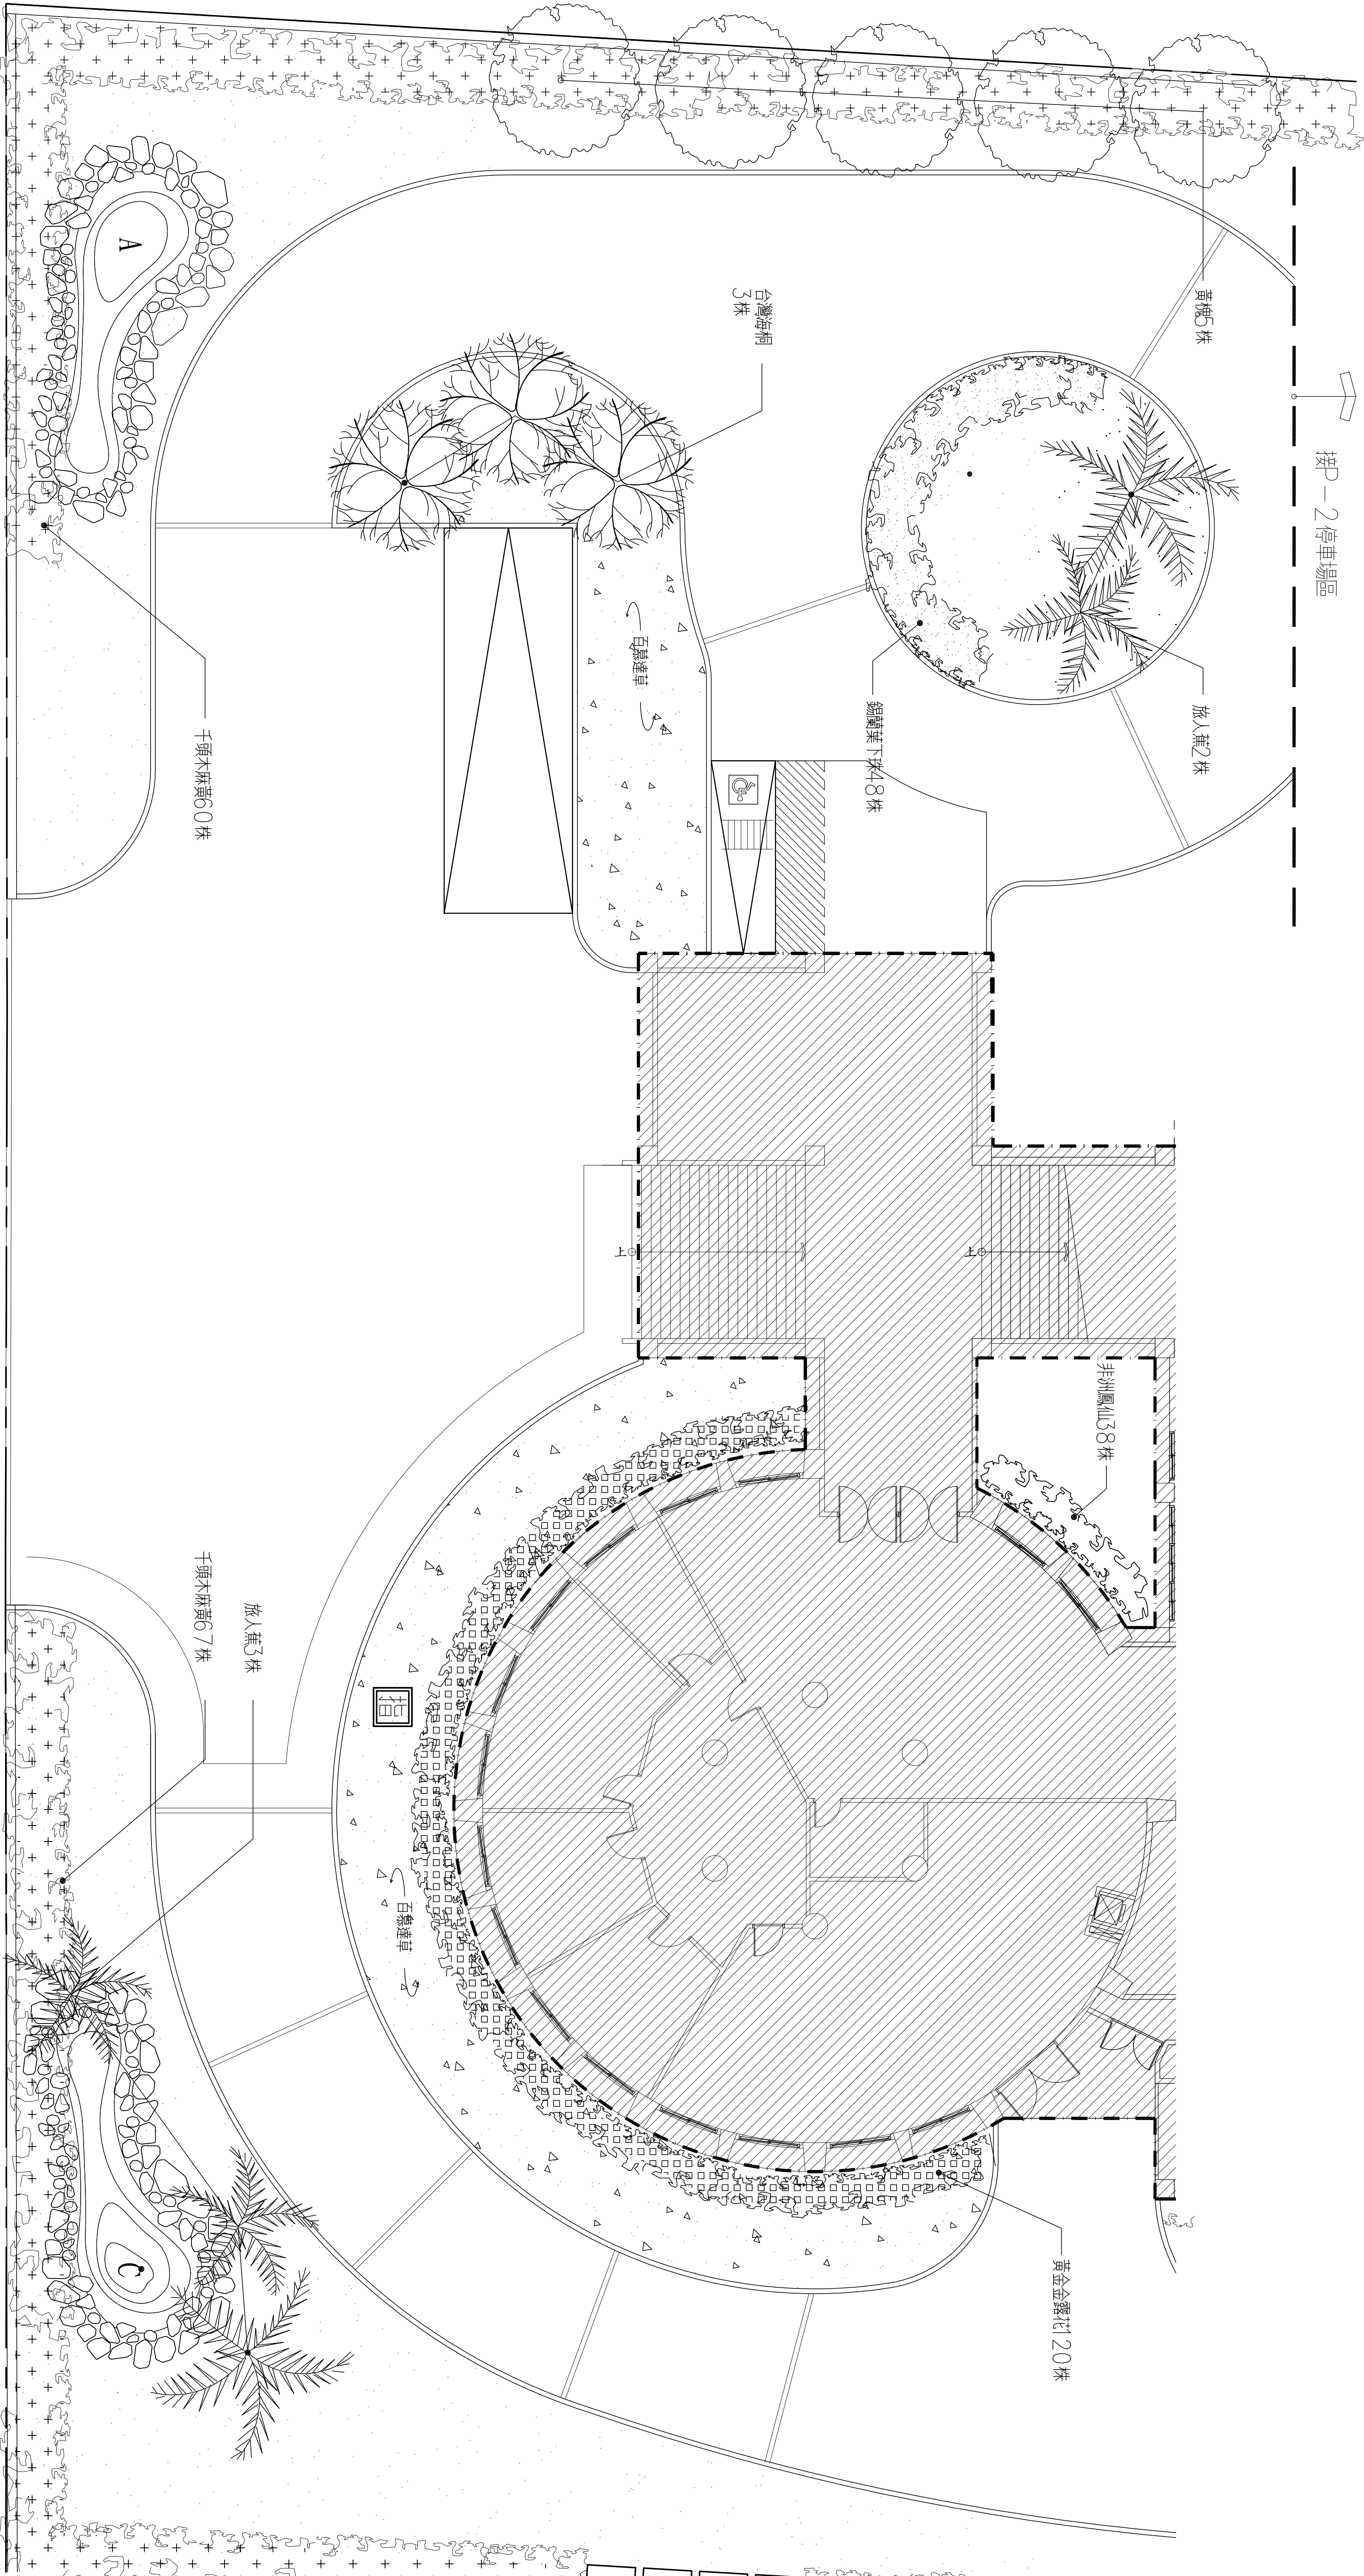 接P-2停車場區
黃槐5株
旅人蕉2株
錫蘭葉下珠48株
台灣海桐
3株
百慕達草
千頭木麻黃60株
A
上
上
非洲鳳仙38株
黃金金露花120株
百慕達草
旅人蕉3株
千頭木麻黃67株
C